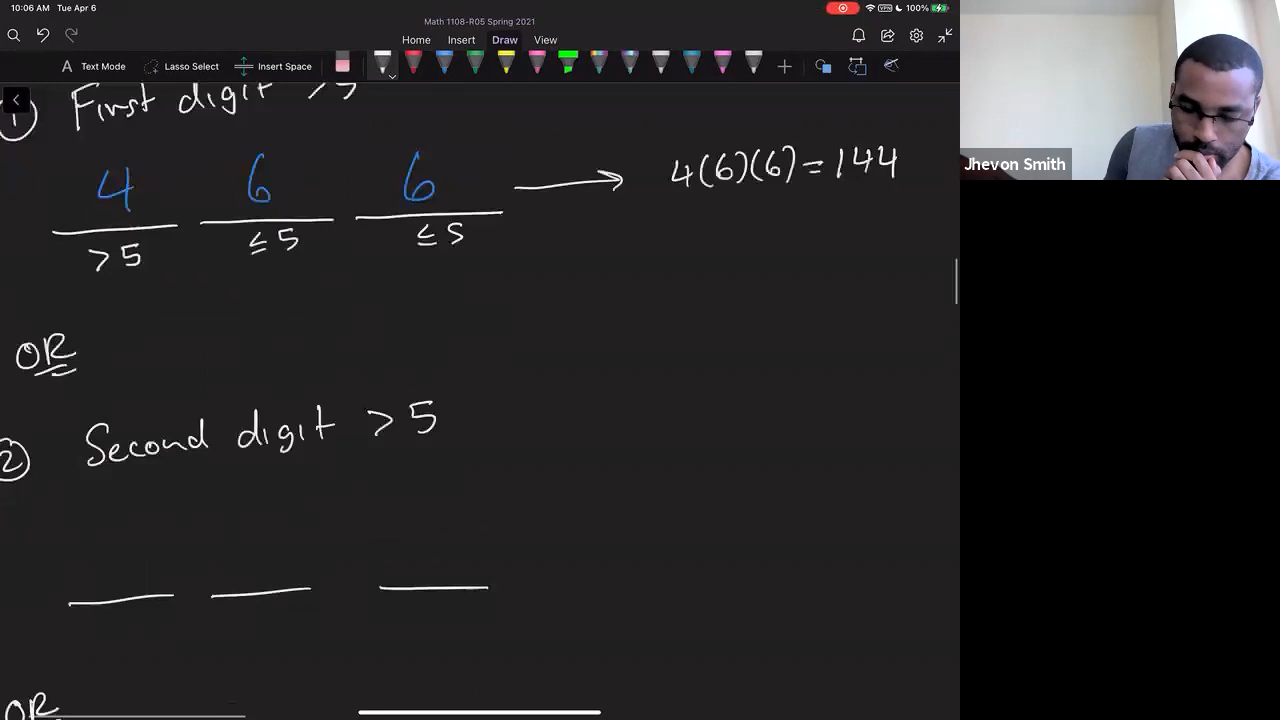 10:06 AM Tue Apr 6
VPN 100%
Math 1108-R05 Spring 2021
Home Insert Draw View
A Text Mode Lasso Select Insert Space
① First digit > 5
4 6 6 → 4(6)(6) = 144
> 5 ≤ 5 ≤ 5
OR
② Second digit > 5
OR
Jhevon Smith